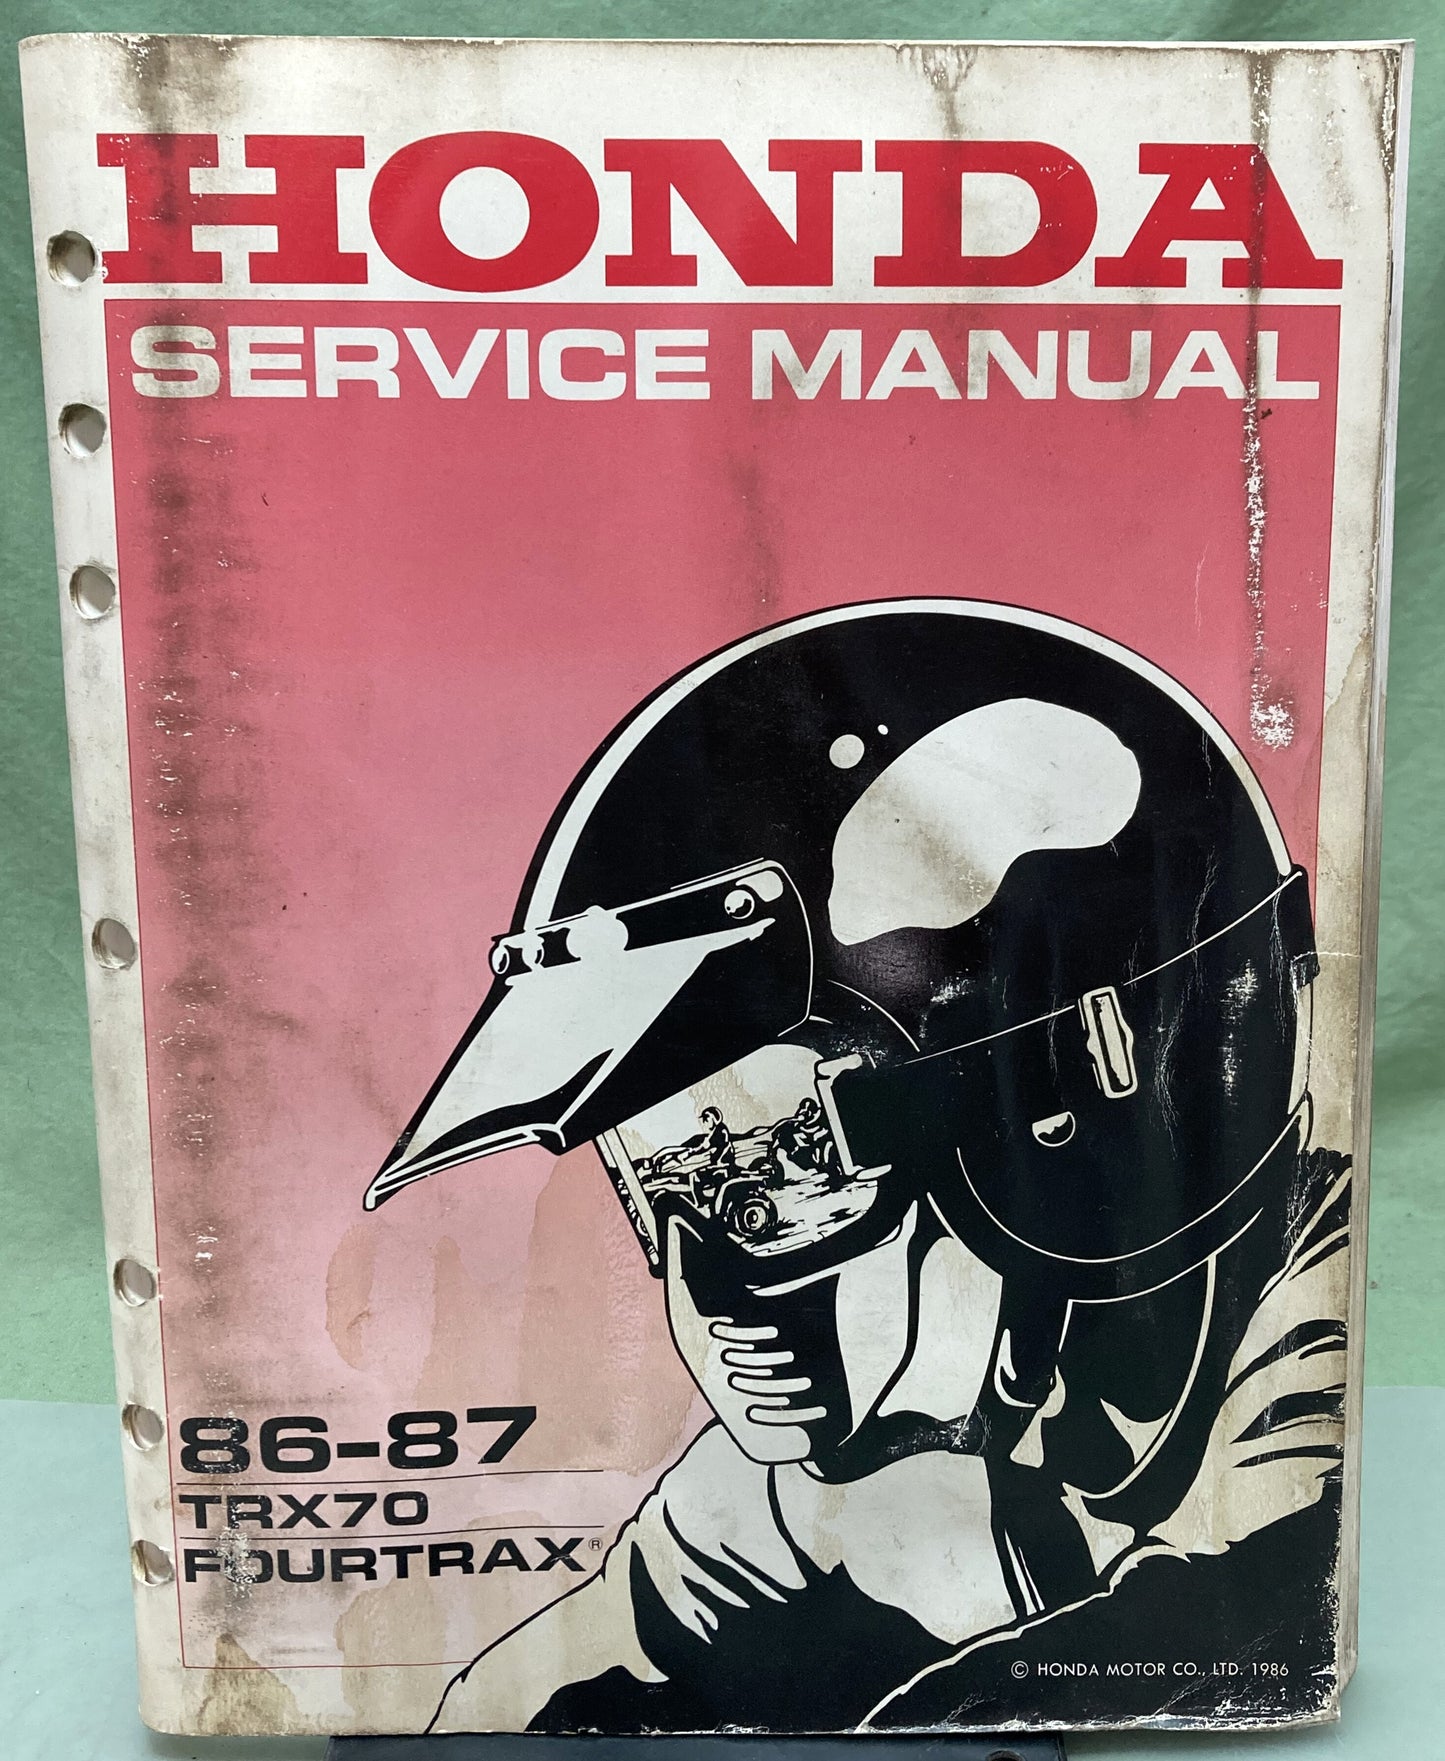 HONDA
SERVICE MANUAL
86-87
TRX70
FOURTRAX®
© HONDA MOTOR CO., LTD. 1986